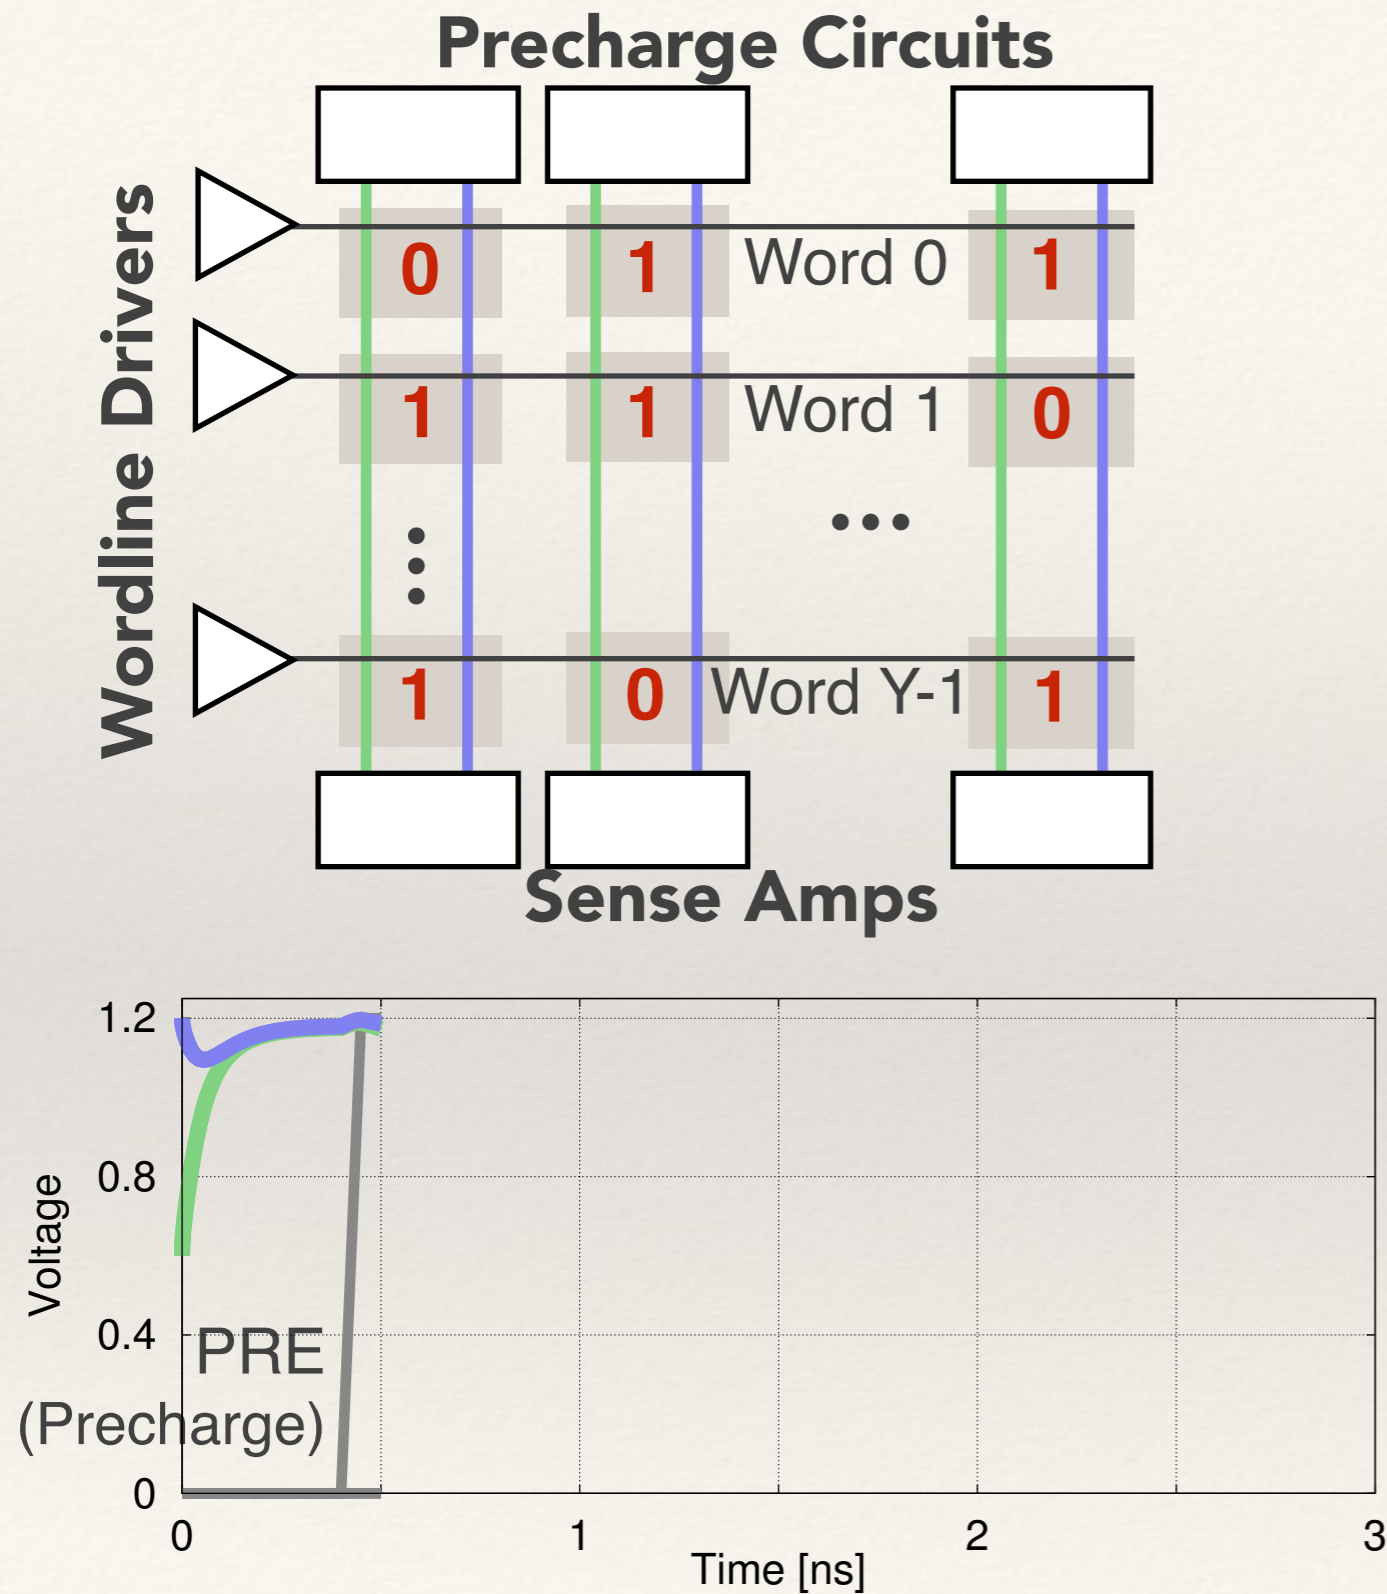 Precharge Circuits
Wordline Drivers
0 1 Word 0 1
1 1 Word 1 0
1 0 Word Y-1 1
Sense Amps
1.2
0.8
0.4
0
Voltage
PRE
(Precharge)
0 1 2 3
Time [ns]